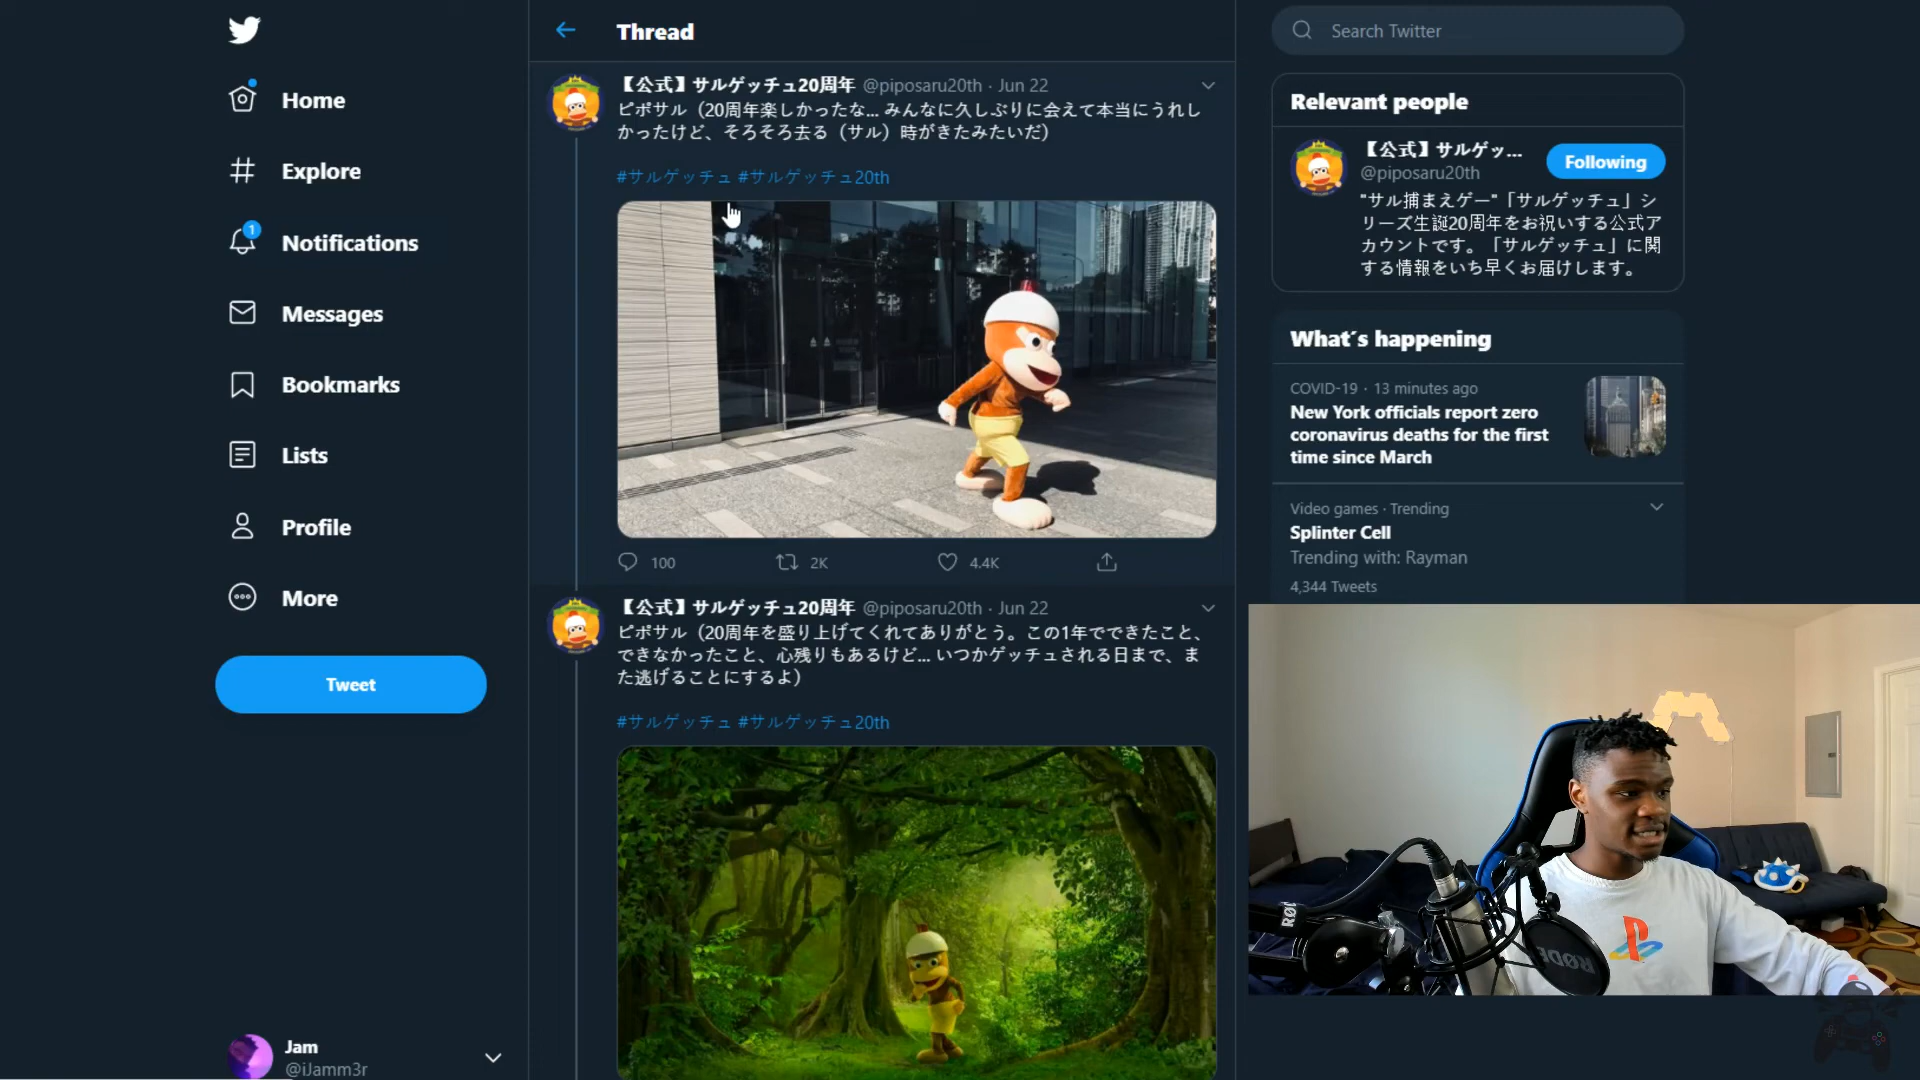 Home
Explore
1
Notifications
Messages
Bookmarks
Lists
Profile
More
Tweet
Jam
@iJamm3r
Thread
【公式】サルゲッチュ20周年 @piposaru20th · Jun 22
ピポサル（20周年楽しかったな... みんなに久しぶりに会えて本当にうれし
かったけど、そろそろ去る（サル）時がきたみたいだ）
#サルゲッチュ #サルゲッチュ20th
100
2K
4.4K
【公式】サルゲッチュ20周年 @piposaru20th · Jun 22
ピポサル（20周年を盛り上げてくれてありがとう。この1年でできたこと、
できなかったこと、心残りもあるけど... いつかゲッチュされる日まで、ま
た逃げることにするよ）
#サルゲッチュ #サルゲッチュ20th
Search Twitter
Relevant people
【公式】サルゲッ...
@piposaru20th
Following
"サル捕まえゲー"「サルゲッチュ」シ
リーズ生誕20周年をお祝いする公式ア
カウントです。「サルゲッチュ」に関
する情報をいち早くお届けします。
What's happening
COVID-19 · 13 minutes ago
New York officials report zero
coronavirus deaths for the first
time since March
Video games · Trending
Splinter Cell
Trending with: Rayman
4,344 Tweets
RØDE